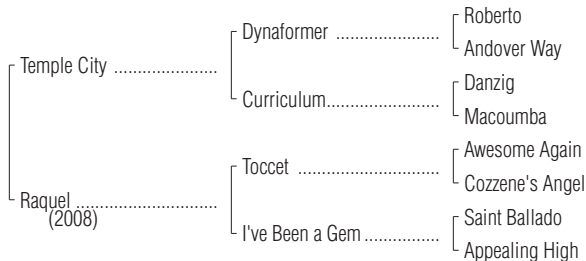 Roberto
Dynaformer ....................
Andover Way
Temple City ....................
Danzig
Curriculum......................
Macoumba
Awesome Again
Toccet ...........................
Cozzene's Angel
Raquel ...........................
(2008)
Saint Ballado
I've Been a Gem ...............
Appealing High